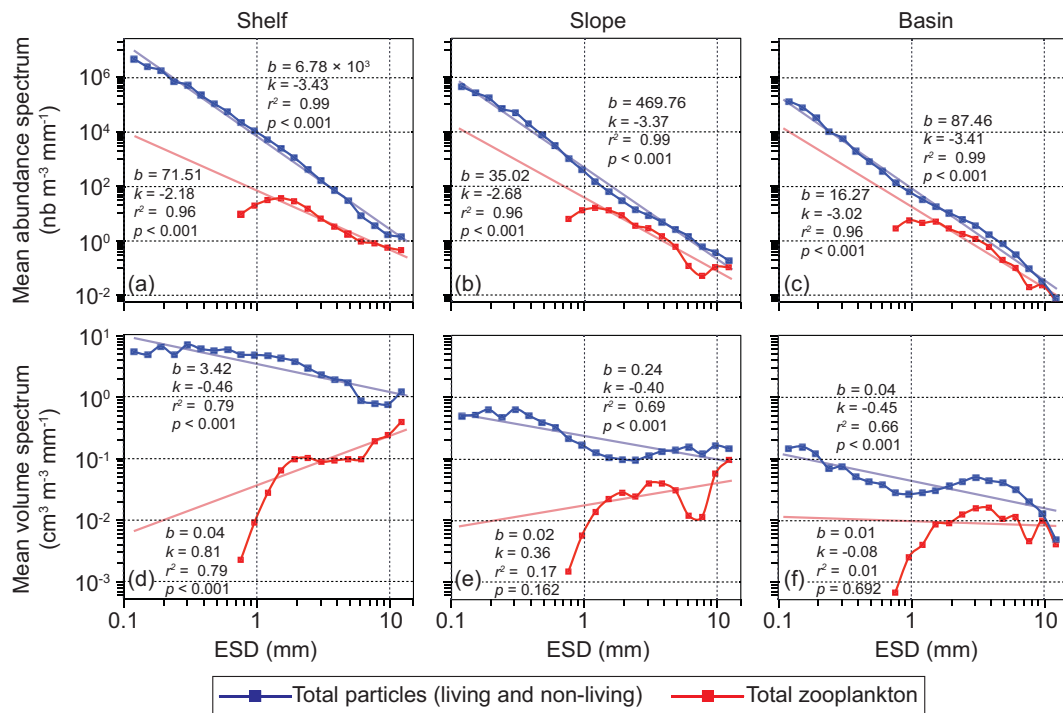 Shelf
Slope
Basin
Mean abundance spectrum
(nb m⁻³ mm⁻¹)
10⁶
10⁴
10²
10⁰
10⁻²
b = 6.78 × 10³
k = -3.43
r² = 0.99
p < 0.001
b = 71.51
k = -2.18
r² = 0.96
p < 0.001
(a)
b = 469.76
k = -3.37
r² = 0.99
p < 0.001
b = 35.02
k = -2.68
r² = 0.96
p < 0.001
(b)
b = 87.46
k = -3.41
r² = 0.99
p < 0.001
b = 16.27
k = -3.02
r² = 0.96
p < 0.001
(c)
Mean volume spectrum
(cm³ m⁻³ mm⁻¹)
10¹
10⁰
10⁻¹
10⁻²
10⁻³
b = 3.42
k = -0.46
r² = 0.79
p < 0.001
b = 0.04
k = 0.81
r² = 0.79
p < 0.001
(d)
b = 0.24
k = -0.40
r² = 0.69
p < 0.001
b = 0.02
k = 0.36
r² = 0.17
p = 0.162
(e)
b = 0.04
k = -0.45
r² = 0.66
p < 0.001
b = 0.01
k = -0.08
r² = 0.01
p = 0.692
(f)
0.1 1 10
0.1 1 10
0.1 1 10
ESD (mm)
ESD (mm)
ESD (mm)
Total particles (living and non-living)
Total zooplankton